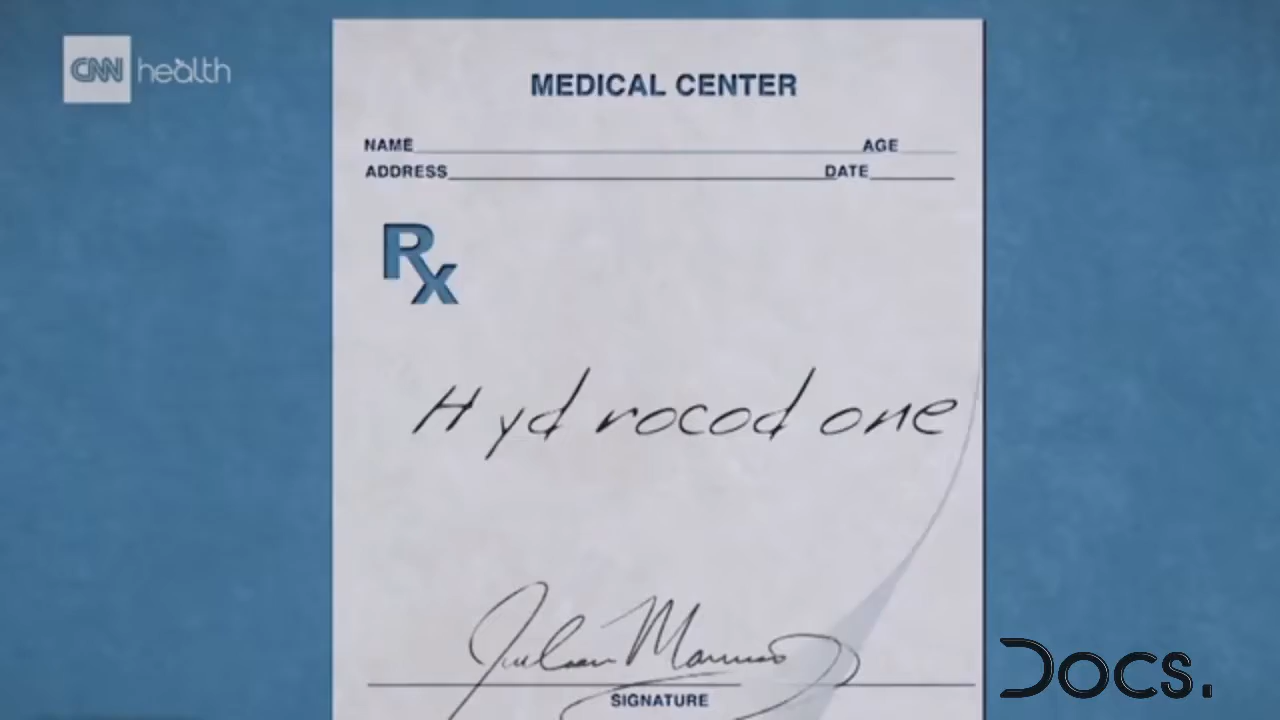 CNN health
MEDICAL CENTER
NAME AGE
ADDRESS DATE
Rx
Hydrocodone
SIGNATURE
DOCS.